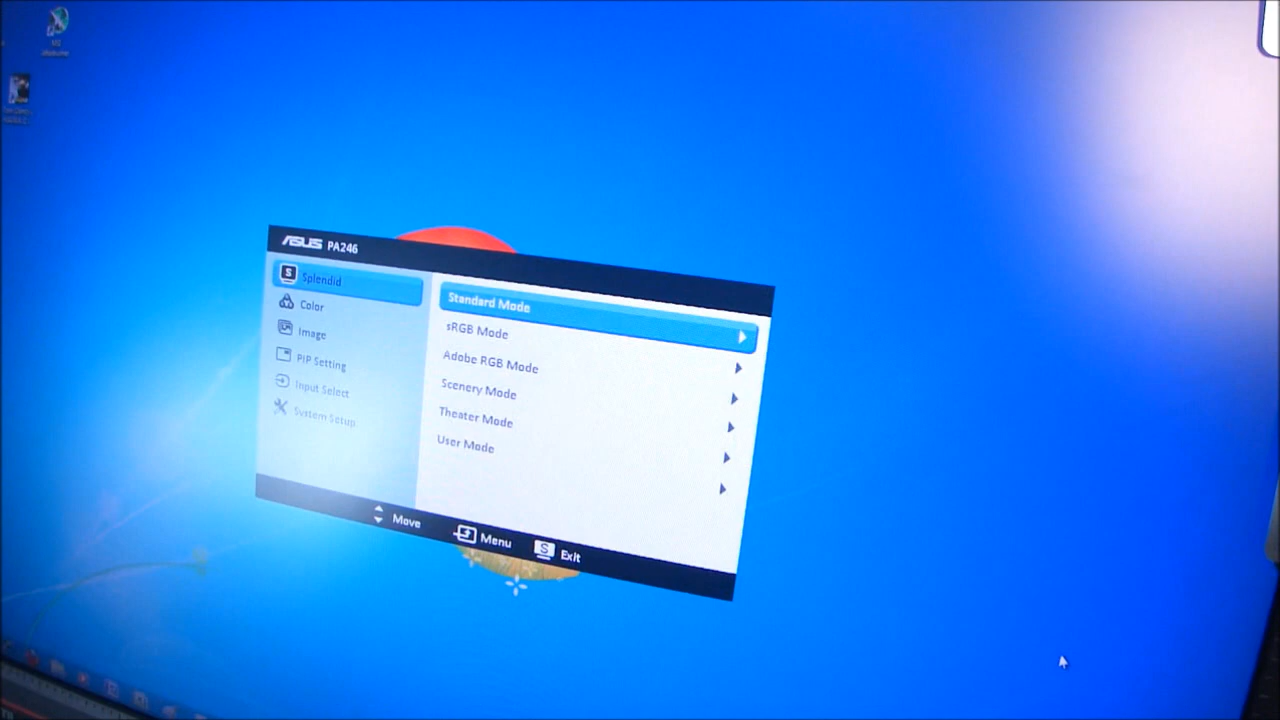 ASUS PA246
Splendid
Color
Image
PIP Setting
Input Select
System Setup
Standard Mode
sRGB Mode
Adobe RGB Mode
Scenery Mode
Theater Mode
User Mode
Move
S
Menu
S Exit